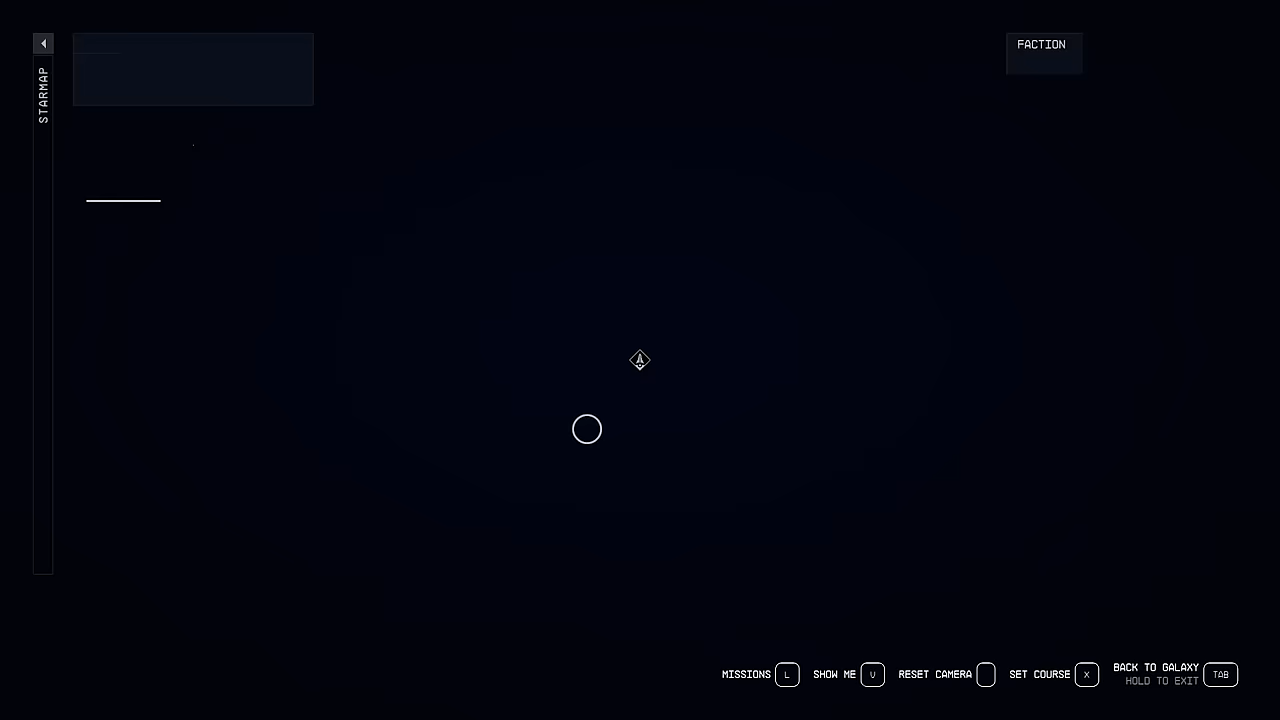 STARMAP
FACTION
MISSIONS L SHOW ME V RESET CAMERA SET COURSE X BACK TO GALAXY TAB
HOLD TO EXIT